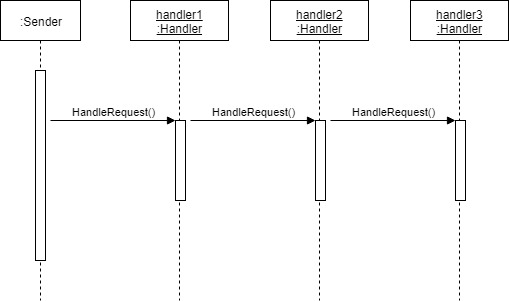 :Sender
handler1
:Handler
handler2
:Handler
handler3
:Handler
HandleRequest()
HandleRequest()
HandleRequest()